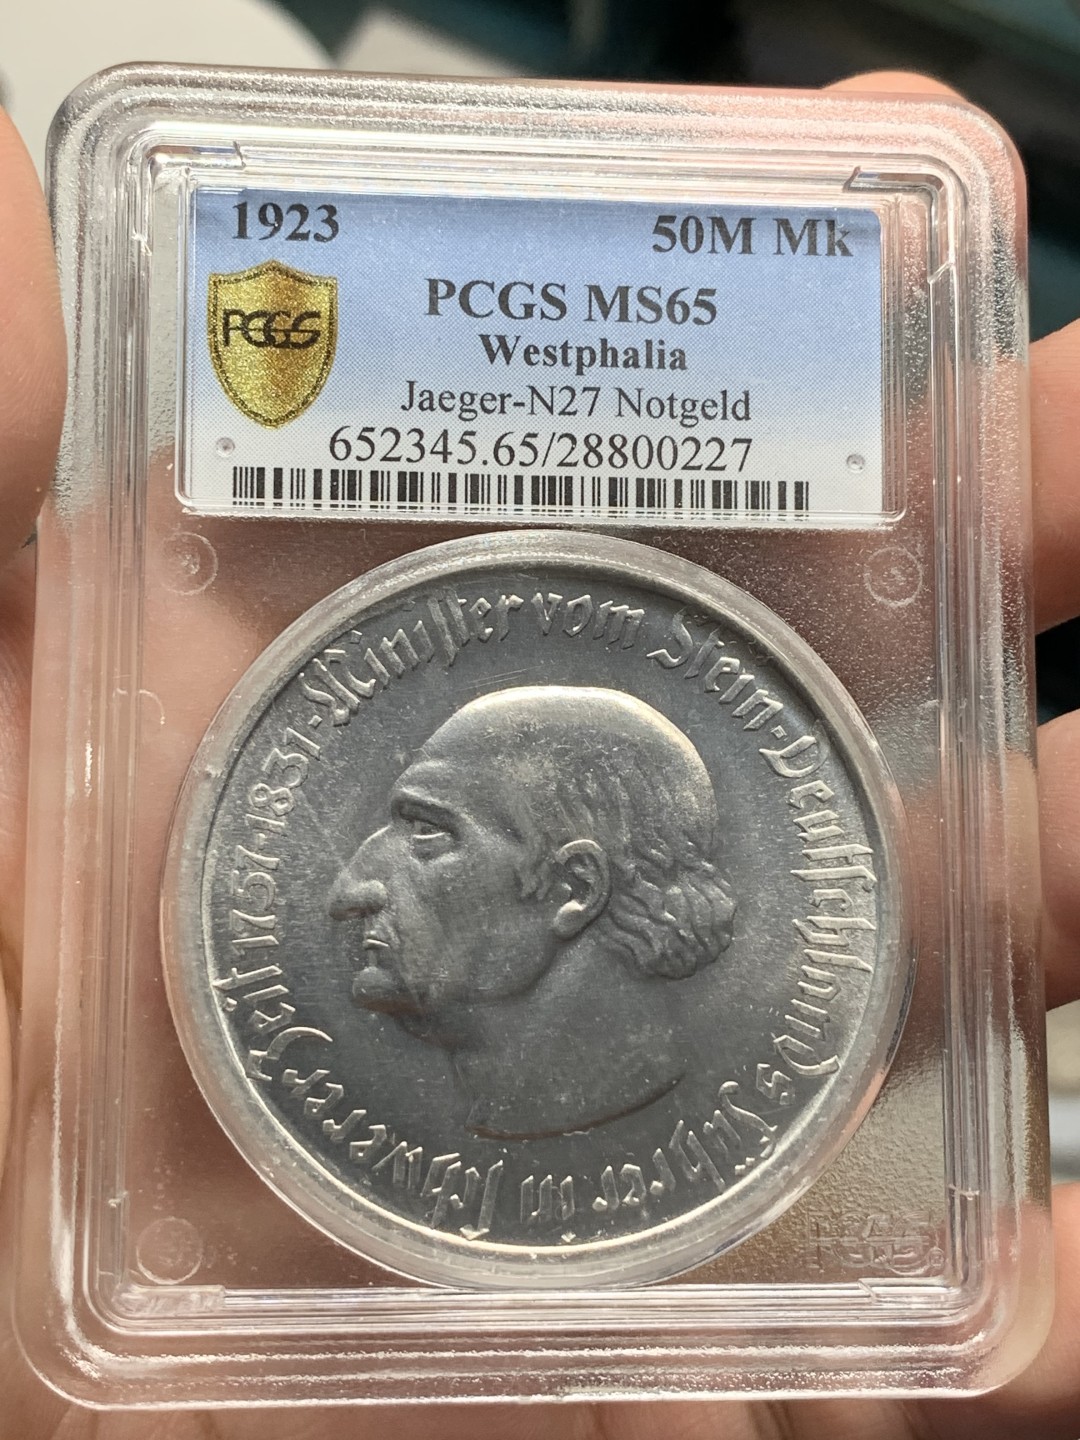 1923
50M Mk
PCGS
PCGS MS65
Westphalia
Jaeger-N27 Notgeld
652345.65/28800227
Minister vom Stein-Deutschlands Führer in schwerer Zeit 1757-1831-
PCGS